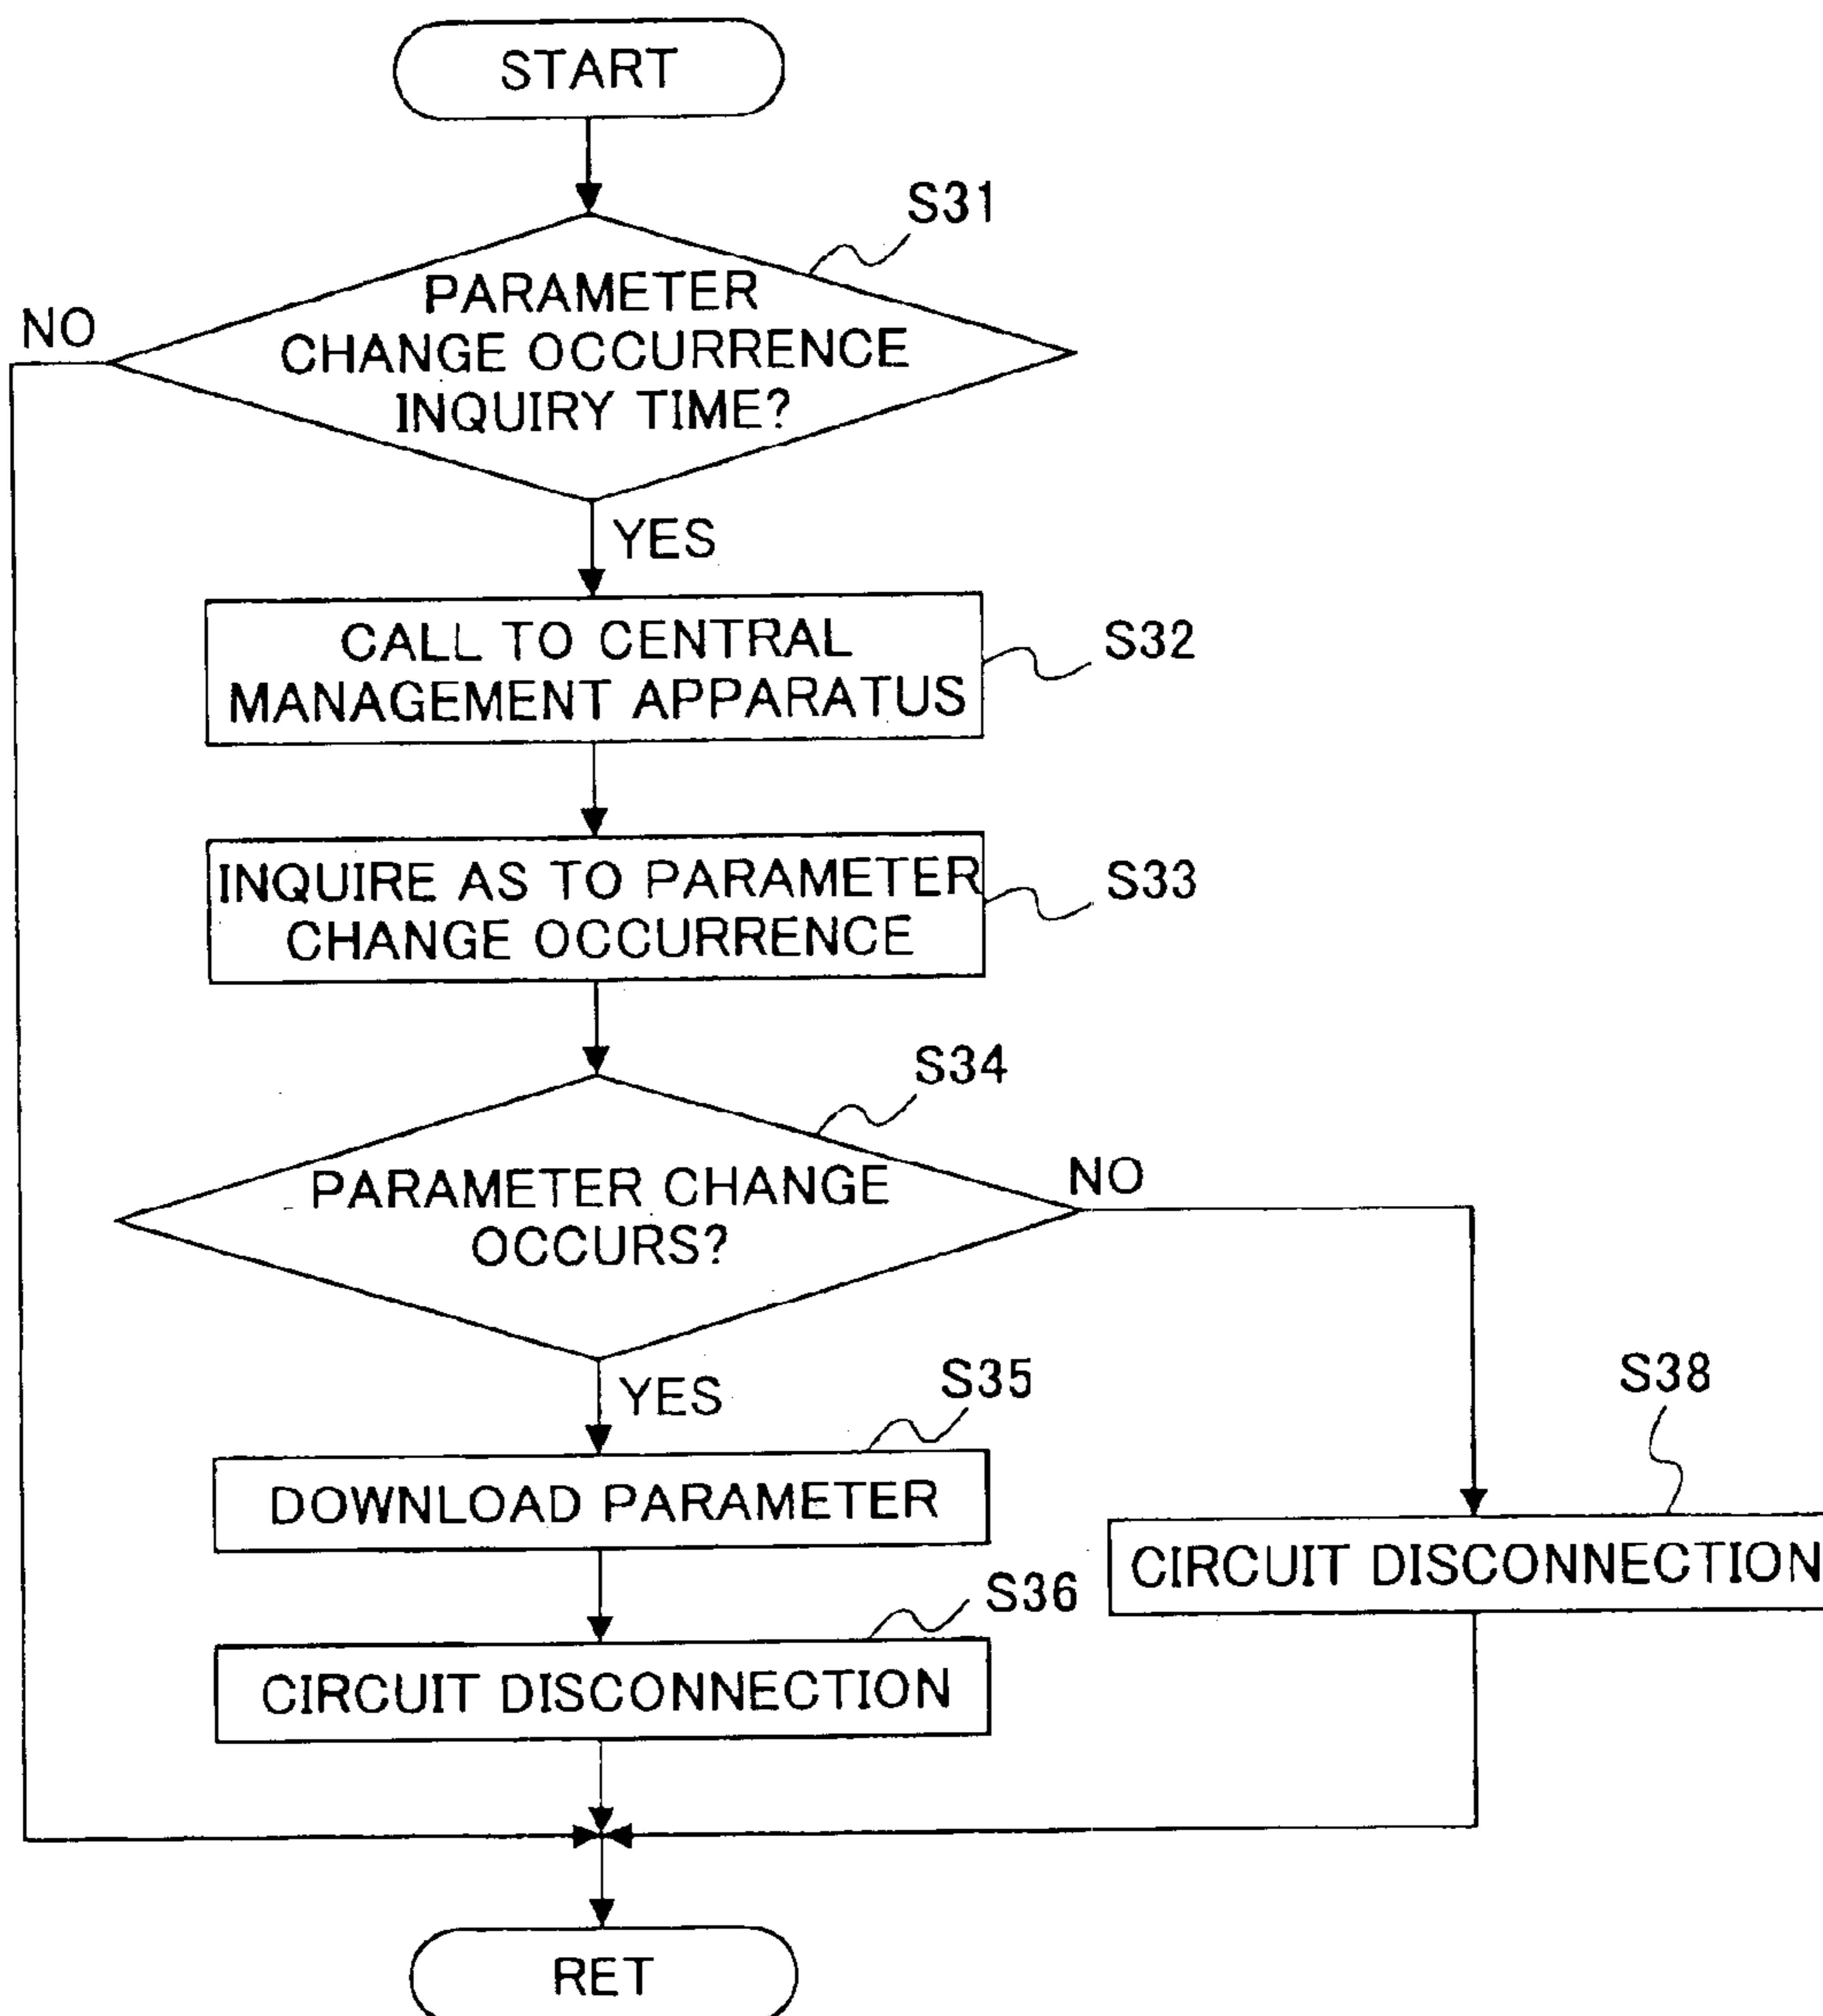 START
S31
PARAMETER
CHANGE OCCURRENCE
INQUIRY TIME?
NO
YES
CALL TO CENTRAL
MANAGEMENT APPARATUS
S32
INQUIRE AS TO PARAMETER
CHANGE OCCURRENCE
S33
S34
PARAMETER CHANGE
OCCURS?
NO
YES
S35
DOWNLOAD PARAMETER
S38
CIRCUIT DISCONNECTION
S36
CIRCUIT DISCONNECTION
RET